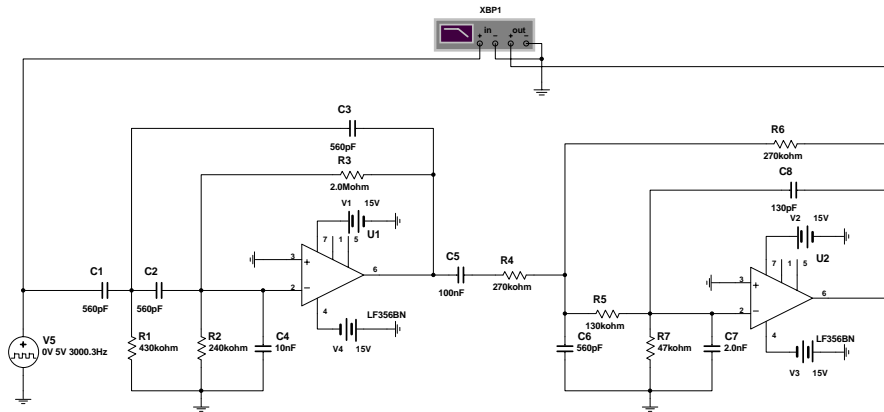 XBP1
in out
+ − + −
C3
560pF
R6
270kohm
R3
2.0Mohm
C8
130pF
V1 15V
U1
7 1 5
3
+
−
2
6
4
V2 15V
U2
7 1 5
3
+
−
2
6
4
C1
560pF
C2
560pF
C5
100nF
R4
270kohm
R5
130kohm
LF356BN
V4 15V
LF356BN
V3 15V
V5
0V 5V 3000.3Hz
+
R1
430kohm
R2
240kohm
C4
10nF
C6
560pF
R7
47kohm
C7
2.0nF